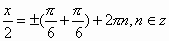 x/2 = ±(π/6 + π/6) + 2πn, n ∈ z